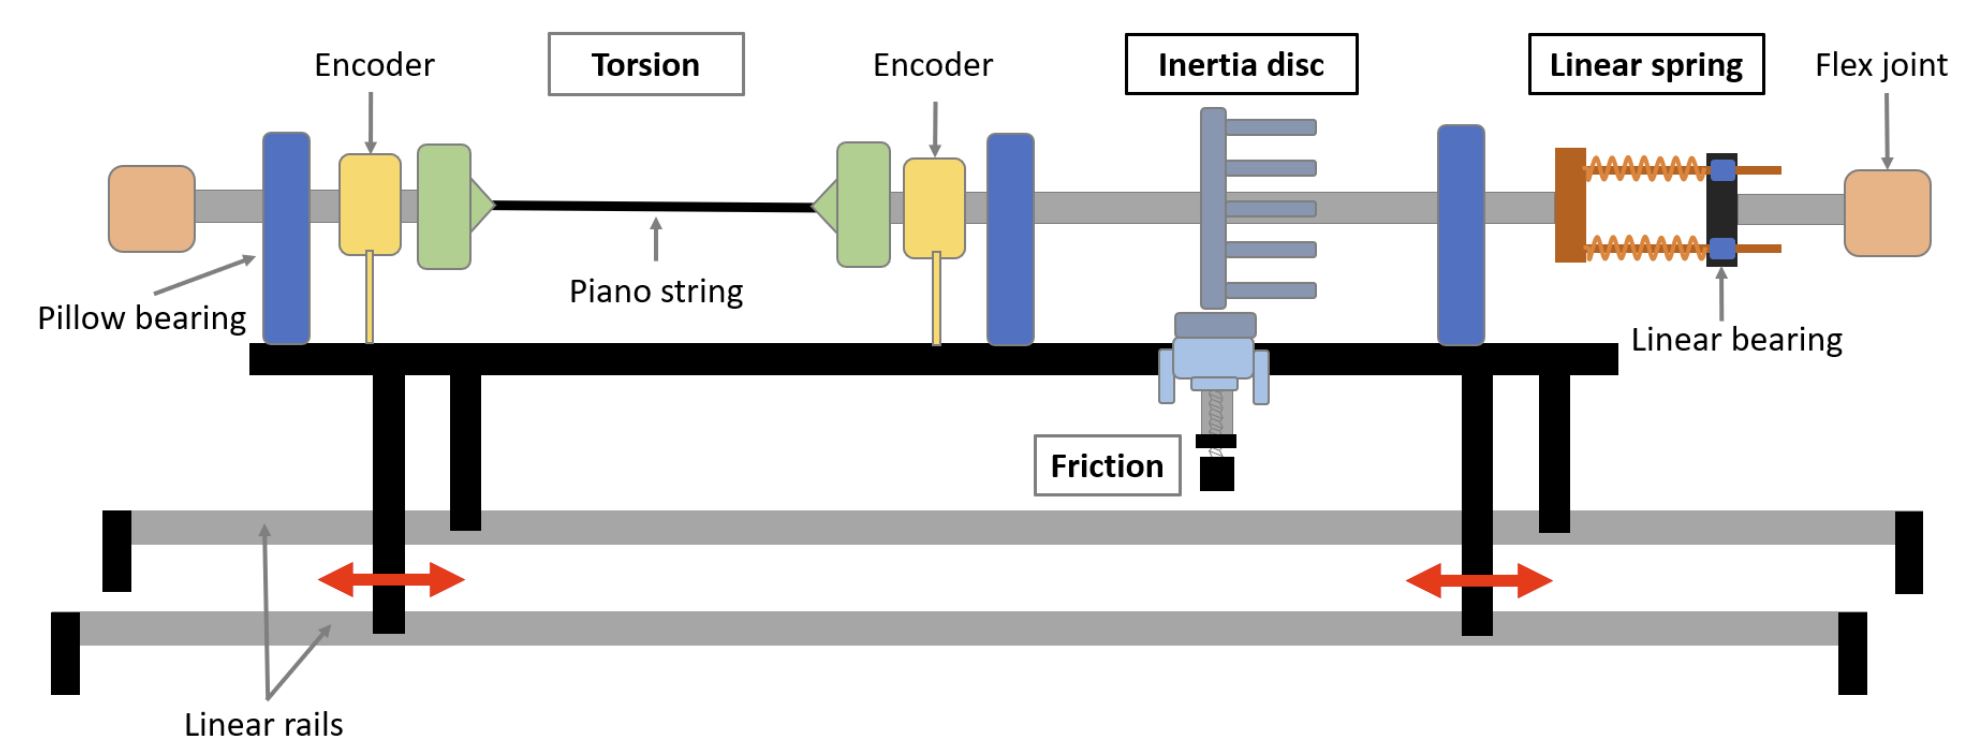 Encoder
Torsion
Encoder
Inertia disc
Linear spring
Flex joint
Piano string
Pillow bearing
Linear bearing
Friction
Linear rails